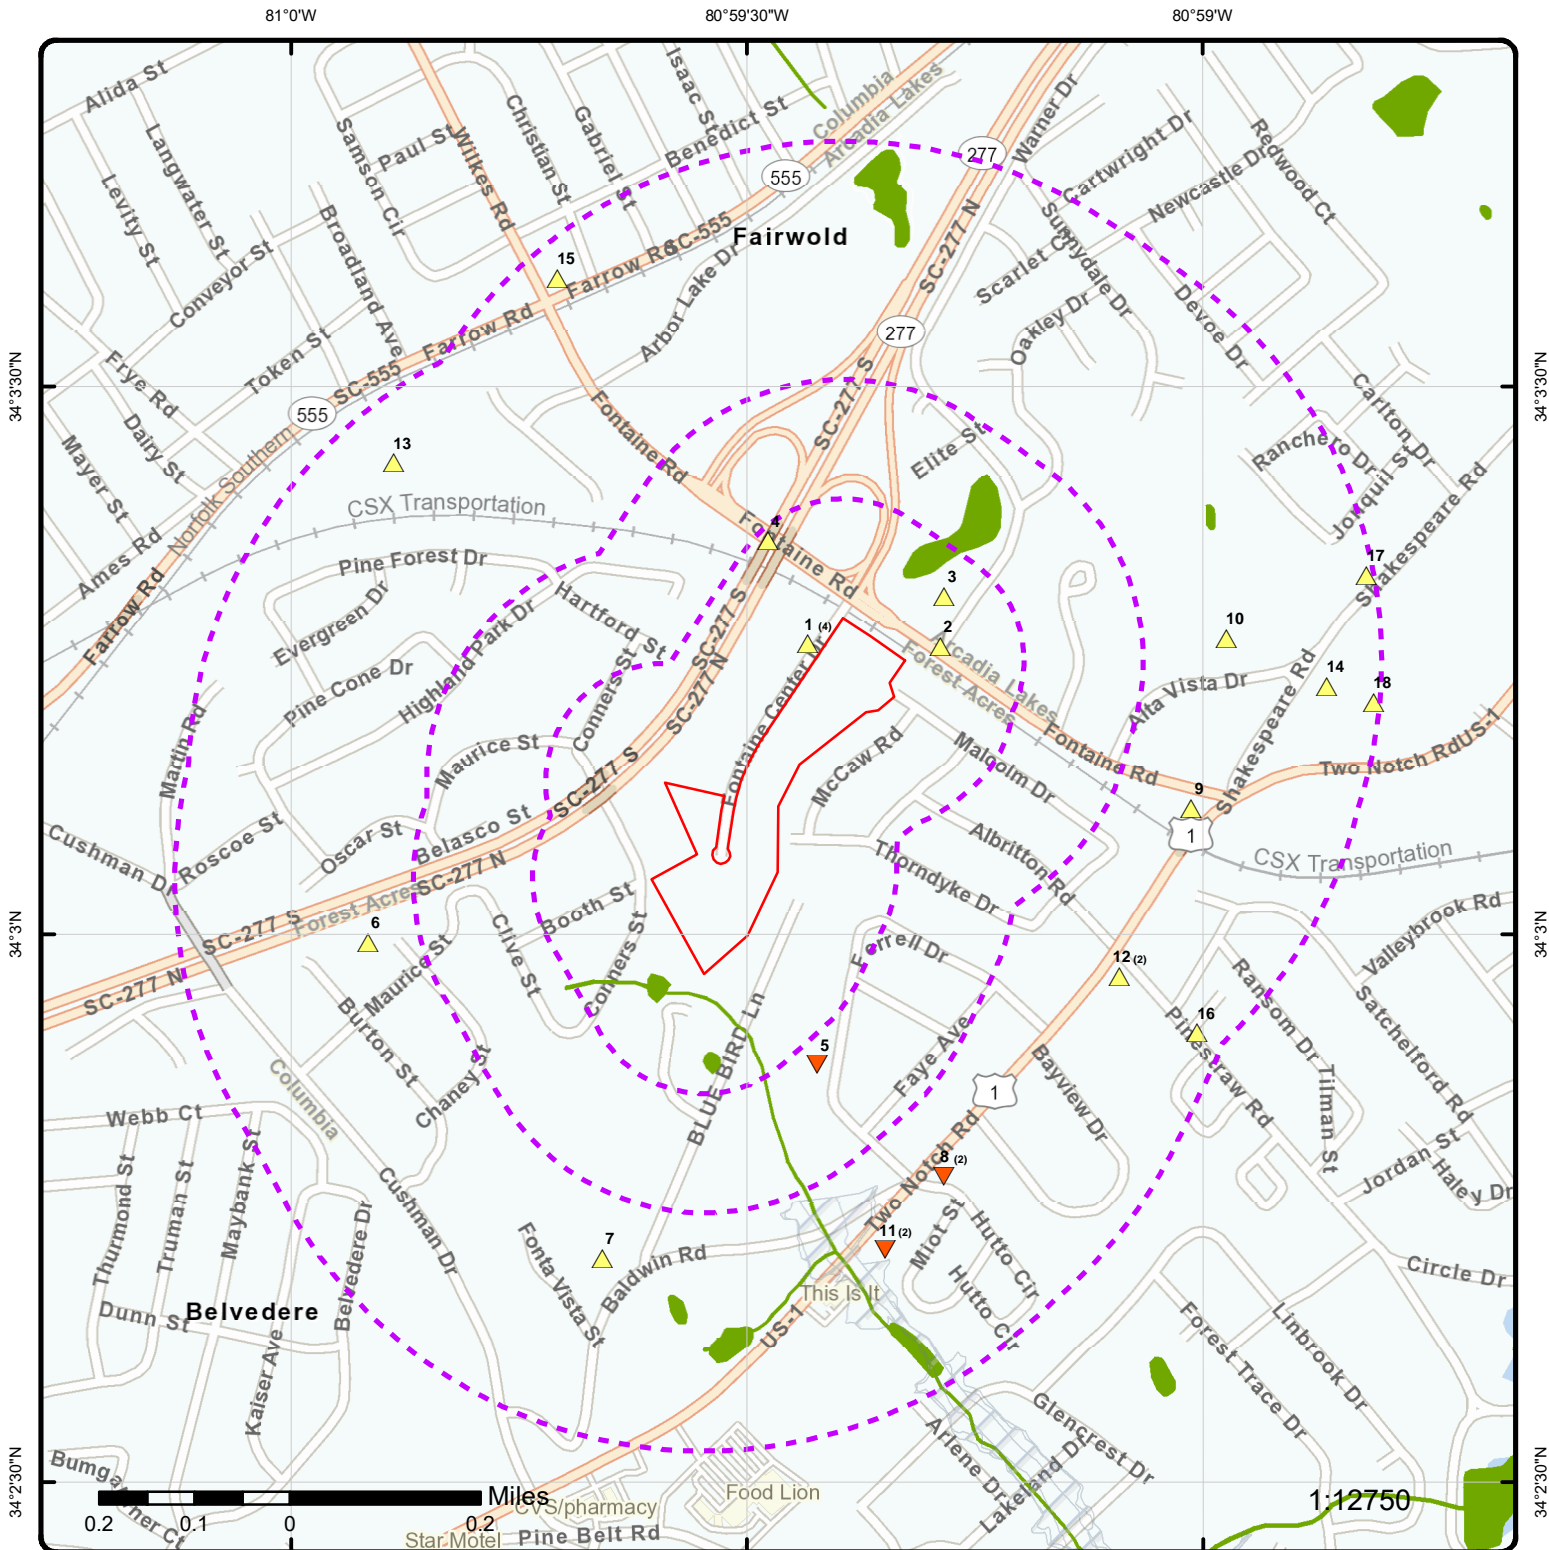 81°0'W
80°59'30"W
80°59'W
34°3'30"N
34°3'N
34°2'30"N
34°3'30"N
34°3'N
34°2'30"N
Alida St
Langwater St
Levity St
Conveyor St
Samson Cir
Paul St
Wilkes Rd
Christian St
Gabriel St
Isaac St
Benedict St
Columbia
Arcadia Lakes
555
277
Warner Dr
Cartwright Dr
Newcastle Dr
Redwood Ct
Broadland Ave
Farrow Rd
SC-555
Fairwold
SC-277 N
Scarlet
Sunnydale Dr
Devoe Dr
Oakley Dr
15
Farrow Rd
Arbor Lake Dr
277
Token St
Frye Rd
Dairy St
SC-555
555
Norfolk Southern
Mayer St
Ames Rd
Farrow Rd
13
CSX Transportation
Fontaine Rd
SC-277 S
Elite St
Carlton Dr
Ranchero Dr
Jonquil St
Shakespeare Rd
17
4
Fontaine Rd
3
2
1 (4)
10
14
18
Pine Forest Dr
Evergreen Dr
Pine Cone Dr
Highland Park Dr
Hartford St
Conners St
SC-277 S
SC-277 N
Fontaine Center Dr
Arcadia Lakes
Forest Acres
Alta Vista Dr
Shakespeare Rd
Two Notch Rd
US-1
Martin Rd
Maurice St
SC-277 S
McCaw Rd
Malcolm Dr
Fontaine Rd
9
1
CSX Transportation
Cushman Dr
Roscoe St
Oscar St
Belasco St
SC-277 N
Forest Acres
SC-277 S
SC-277 N
6
Thorndyke Dr
Albritton Rd
Booth St
Clive St
Conners St
Ferrell Dr
12 (2)
Valleybrook Rd
Ransom Dr
Satchelford Rd
16
Pinestraw Rd
Tilman St
Maurice St
Burton St
Chaney St
BLUE BIRD LN
5
Faye Ave
1
Bayview Dr
Columbia
Webb Ct
Thurmond St
Truman St
Maybank St
Belvedere Dr
Cushman Dr
Two Notch Rd
8 (2)
11 (2)
Milot St
Hutto Cir
Hutto Cir
Jordan St
Haley Dr
Circle Dr
7
Fonta Vista St
Baldwin Rd
This Is It
US-1
Belvedere
Dunn St
Kaiser Ave
Forest Trace Dr
Linbrook Dr
Glencrest Dr
Arlene Dr
Lakeland Dr
Bumgarner Ct
Food Lion
CVS/pharmacy
Star Motel
Pine Belt Rd
Miles
0.2 0.1 0 0.2
1:12750